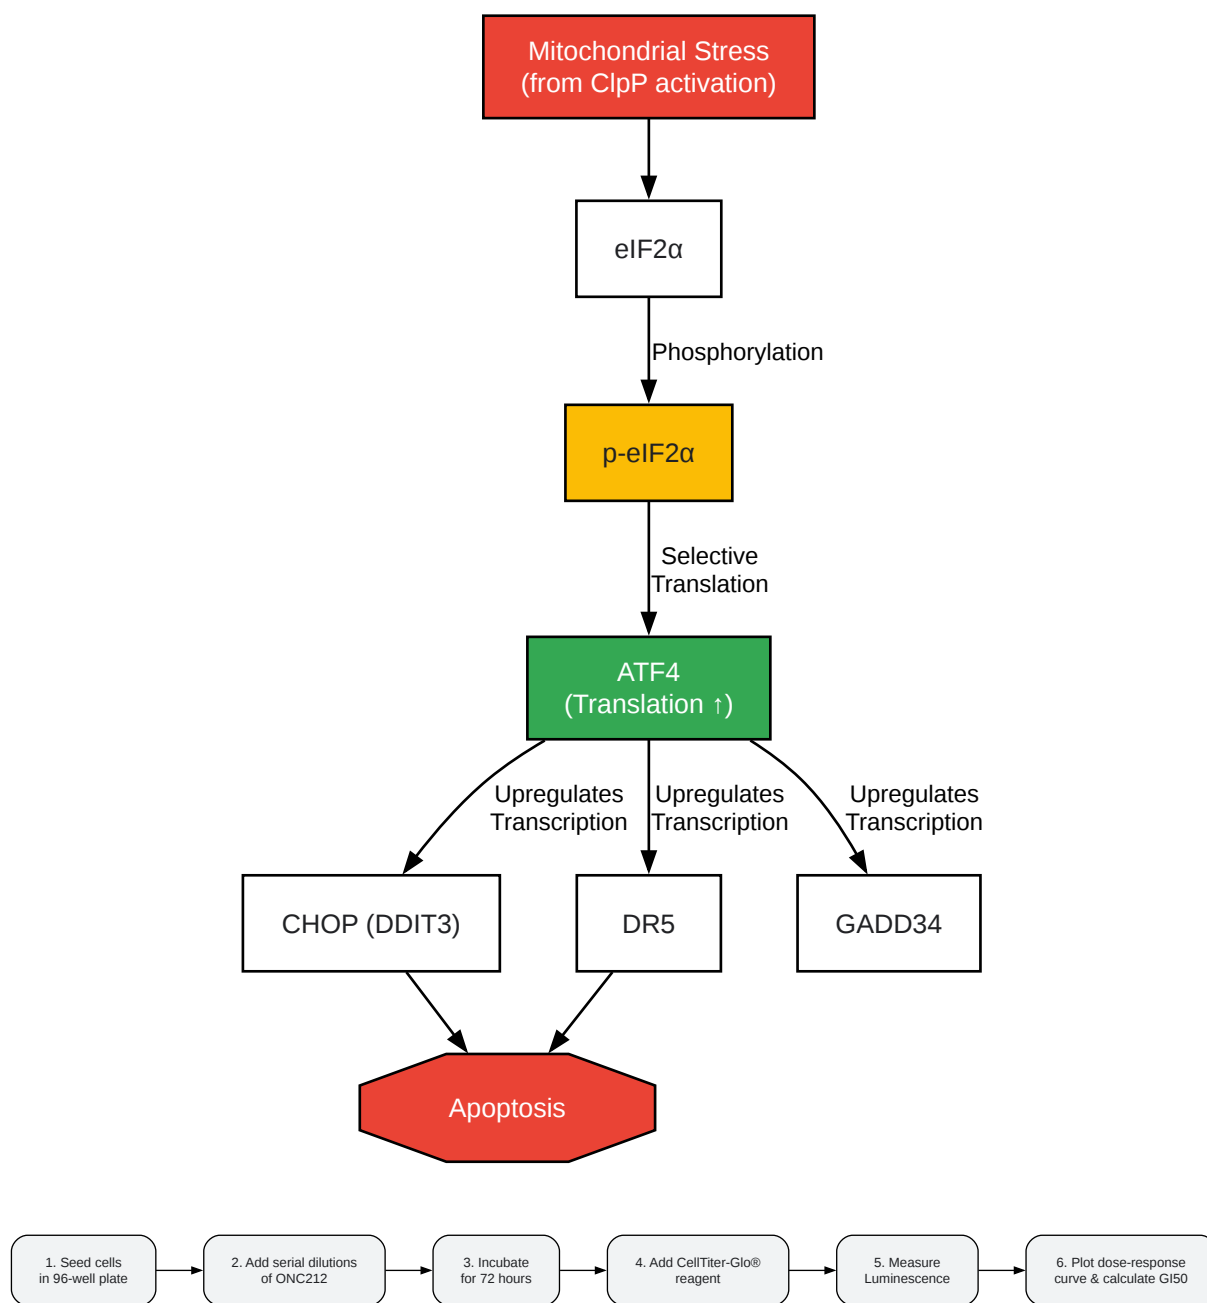 Mitochondrial Stress
(from ClpP activation)
eIF2α
Phosphorylation
p-eIF2α
Selective
Translation
ATF4
(Translation ↑)
Upregulates
Transcription
Upregulates
Transcription
Upregulates
Transcription
CHOP (DDIT3)
DR5
GADD34
Apoptosis
1. Seed cells
in 96-well plate
2. Add serial dilutions
of ONC212
3. Incubate
for 72 hours
4. Add CellTiter-Glo®
reagent
5. Measure
Luminescence
6. Plot dose-response
curve & calculate GI50